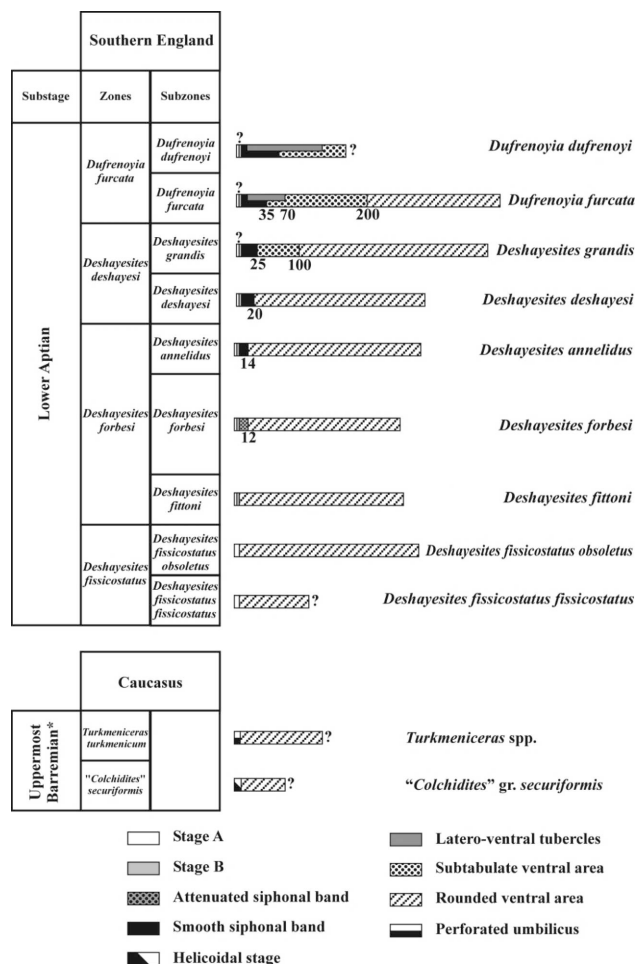 Southern England
Substage
Zones
Subzones
Lower Aptian
Dufrenoyia
furcata
Dufrenoyia
dufrenoyi
?
?
Dufrenoyia dufrenoyi
Dufrenoyia
furcata
?
35 70 200
Dufrenoyia furcata
Deshayesites
deshayesi
Deshayesites
grandis
?
25 100
Deshayesites grandis
Deshayesites
deshayesi
20
Deshayesites deshayesi
Deshayesites
forbesi
Deshayesites
annelidus
14
Deshayesites annelidus
Deshayesites
forbesi
12
Deshayesites forbesi
Deshayesites
fittoni
Deshayesites fittoni
Deshayesites
fissicostatus
Deshayesites
fissicostatus
obsoletus
Deshayesites fissicostatus obsoletus
Deshayesites
fissicostatus
fissicostatus
?
Deshayesites fissicostatus fissicostatus
Caucasus
Uppermost
Barremian*
Turkmeniceras
turkmenicum
?
Turkmeniceras spp.
"Colchidites"
securiformis
?
“Colchidites” gr. securiformis
Stage A
Stage B
Attenuated siphonal band
Smooth siphonal band
Helicoidal stage
Latero-ventral tubercles
Subtabulate ventral area
Rounded ventral area
Perforated umbilicus